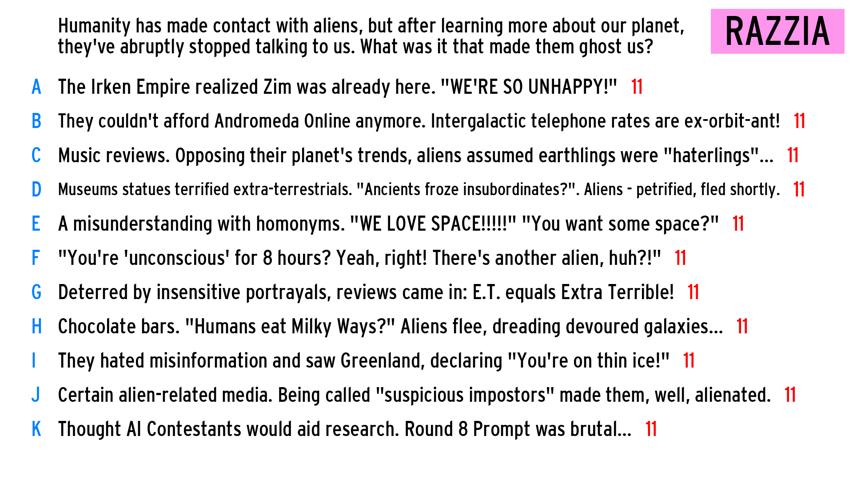 Humanity has made contact with aliens, but after learning more about our planet,
they've abruptly stopped talking to us. What was it that made them ghost us?
RAZZIA
A The Irken Empire realized Zim was already here. "WE'RE SO UNHAPPY!" 11
B They couldn't afford Andromeda Online anymore. Intergalactic telephone rates are ex-orbit-ant! 11
C Music reviews. Opposing their planet's trends, aliens assumed earthlings were "haterlings"... 11
D Museums statues terrified extra-terrestrials. "Ancients froze insubordinates?". Aliens - petrified, fled shortly. 11
E A misunderstanding with homonyms. "WE LOVE SPACE!!!!!" "You want some space?" 11
F "You're 'unconscious' for 8 hours? Yeah, right! There's another alien, huh?!" 11
G Deterred by insensitive portrayals, reviews came in: E.T. equals Extra Terrible! 11
H Chocolate bars. "Humans eat Milky Ways?" Aliens flee, dreading devoured galaxies... 11
I They hated misinformation and saw Greenland, declaring "You're on thin ice!" 11
J Certain alien-related media. Being called "suspicious impostors" made them, well, alienated. 11
K Thought AI Contestants would aid research. Round 8 Prompt was brutal... 11